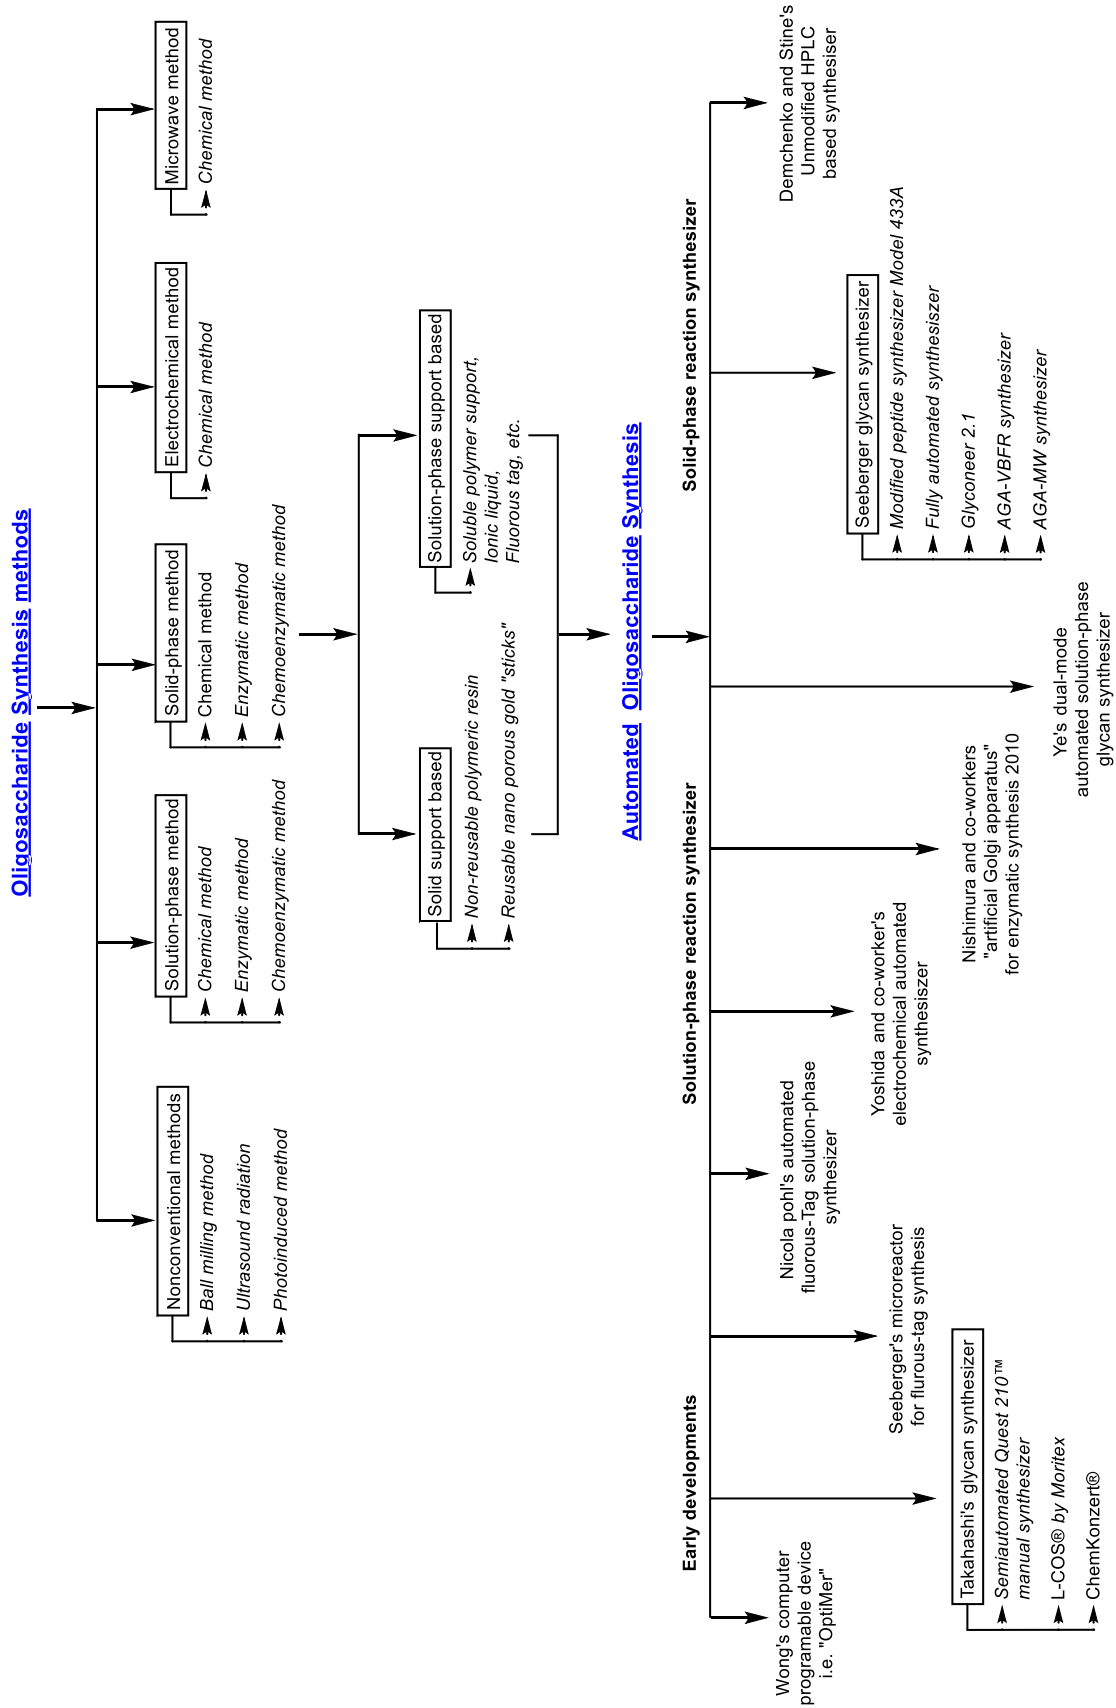 Oligosaccharide Synthesis methods
Nonconventional methods
Ball milling method
Ultrasound radiation
Photoinduced method
Solution-phase method
Chemical method
Enzymatic method
Chemoenzymatic method
Solid-phase method
Chemical method
Enzymatic method
Chemoenzymatic method
Electrochemical method
Chemical method
Microwave method
Chemical method
Solid support based
Non-reusable polymeric resin
Reusable nano porous gold "sticks"
Solution-phase support based
Soluble polymer support,
Ionic liquid,
Fluorous tag, etc.
Automated Oligosaccharide Synthesis
Early developments
Solution-phase reaction synthesizer
Solid-phase reaction synthesizer
Wong's computer
programable device
i.e. "OptiMer"
Takahashi's glycan synthesizer
Semiautomated Quest 210™
manual synthesizer
L-COS® by Moritex
ChemKonzert®
Seeberger's microreactor
for flurous-tag synthesis
Nicola pohl's automated
fluorous-Tag solution-phase
synthesizer
Yoshida and co-worker's
electrochemical automated
synthesiszer
Nishimura and co-workers
"artificial Golgi apparatus"
for enzymatic synthesis 2010
Ye's dual-mode
automated solution-phase
glycan synthesizer
Seeberger glycan synthesizer
Modified peptide synthesizer Model 433A
Fully automated synthesiszer
Glyconeer 2.1
AGA-VBFR synthesizer
AGA-MW synthesizer
Demchenko and Stine's
Unmodified HPLC
based synthesiser